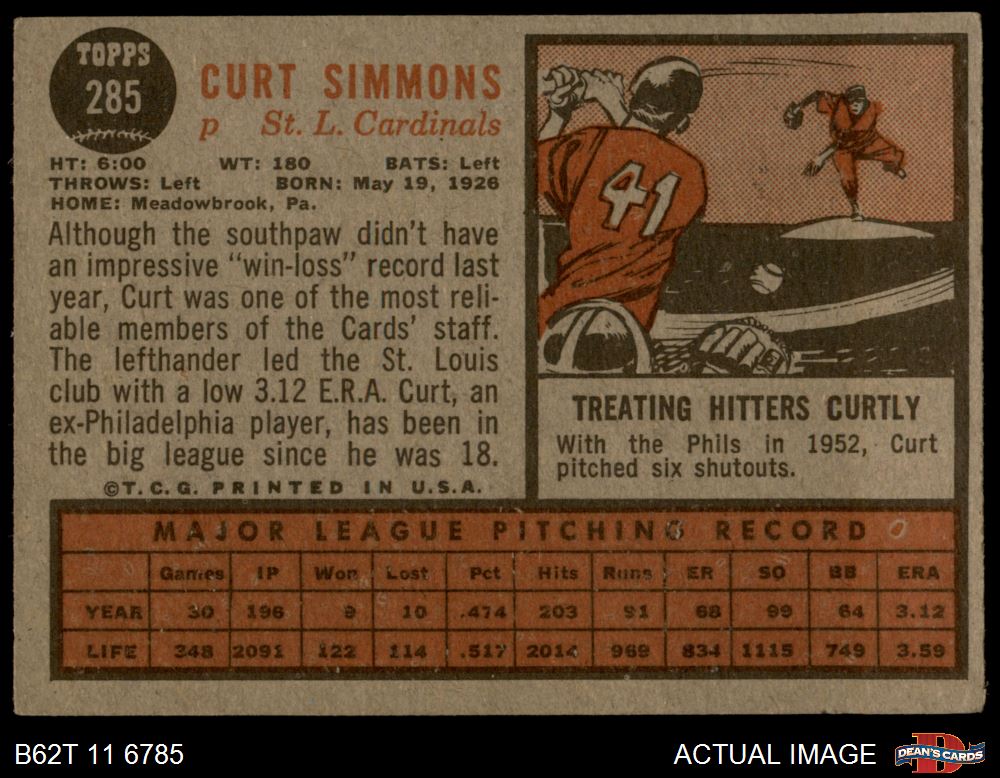 TOPPS
285
CURT SIMMONS
p St. L. Cardinals
HT: 6:00 WT: 180 BATS: Left
THROWS: Left BORN: May 19, 1926
HOME: Meadowbrook, Pa.
Although the southpaw didn't have
an impressive "win-loss" record last
year, Curt was one of the most reli-
able members of the Cards' staff.
The lefthander led the St. Louis
club with a low 3.12 E.R.A. Curt, an
ex-Philadelphia player, has been in
the big league since he was 18.
©T.C.G. PRINTED IN U.S.A.
41
TREATING HITTERS CURTLY
With the Phils in 1952, Curt
pitched six shutouts.
MAJOR LEAGUE PITCHING RECORD
Games IP Won Lost Pct Hits Runs ER SO BB ERA
YEAR 30 196 9 10 .474 203 91 68 99 64 3.12
LIFE 348 2091 122 114 .517 2014 969 834 1115 749 3.59
B62T 11 6785
ACTUAL IMAGE
D
DEAN'S CARDS